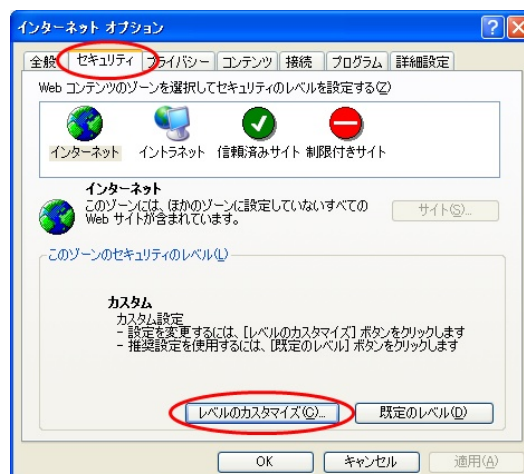 インターネット オプション
全般 セキュリティ プライバシー コンテンツ 接続 プログラム 詳細設定
Web コンテンツのゾーンを選択してセキュリティのレベルを設定する(Z)
インターネット イントラネット 信頼済みサイト 制限付きサイト
インターネット
このゾーンには、ほかのゾーンに設定していないすべての
Web サイトが含まれています。
サイト(S)...
このゾーンのセキュリティのレベル(L)
カスタム
カスタム設定
- 設定を変更するには、[レベルのカスタマイズ] ボタンをクリックします
- 推奨設定を使用するには、[既定のレベル] ボタンをクリックします
レベルのカスタマイズ(C)... 既定のレベル(D)
OK キャンセル 適用(A)